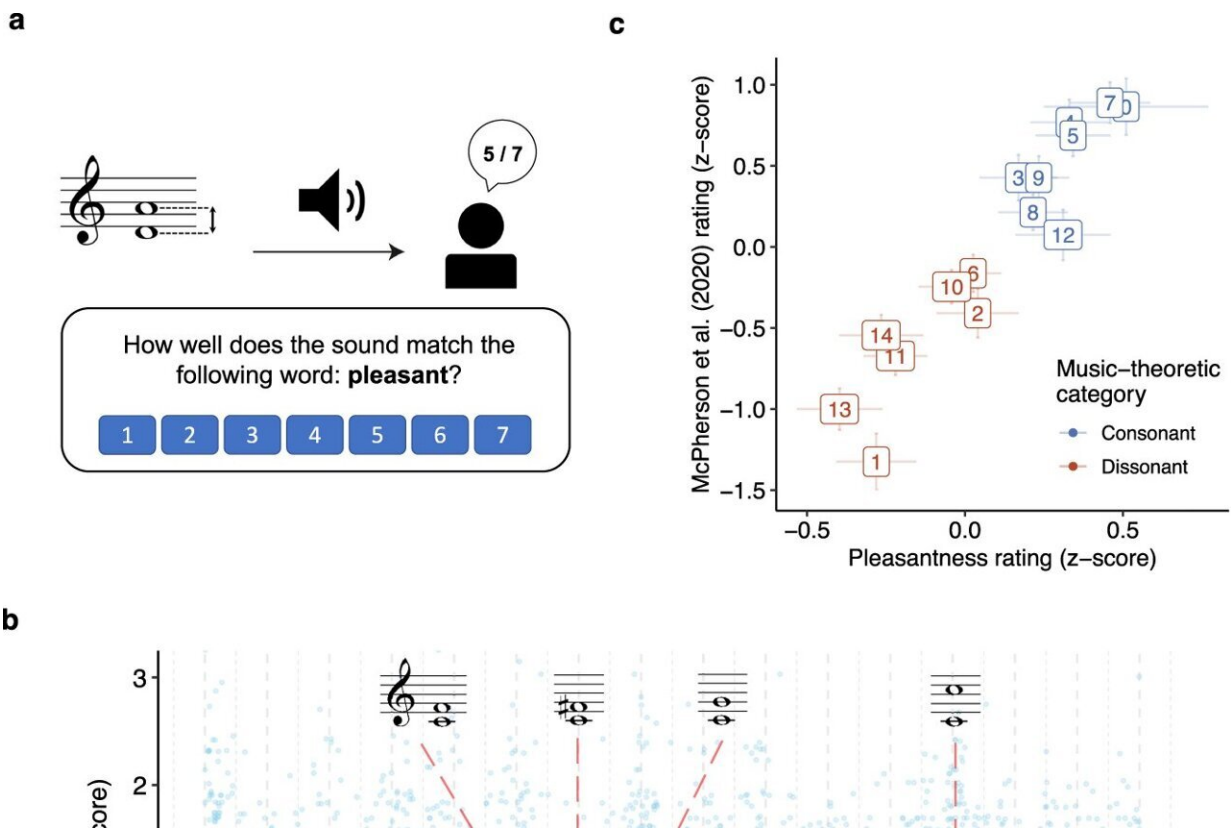 a
5 / 7
How well does the sound match the
following word: pleasant?
1 2 3 4 5 6 7
c
McPherson et al. (2020) rating (z−score)
1.0
0.5
0.0
−0.5
−1.0
−1.5
7
0
4
5
3
9
8
12
6
10
2
14
11
13
1
Music−theoretic
category
Consonant
Dissonant
−0.5 0.0 0.5
Pleasantness rating (z−score)
b
3
2